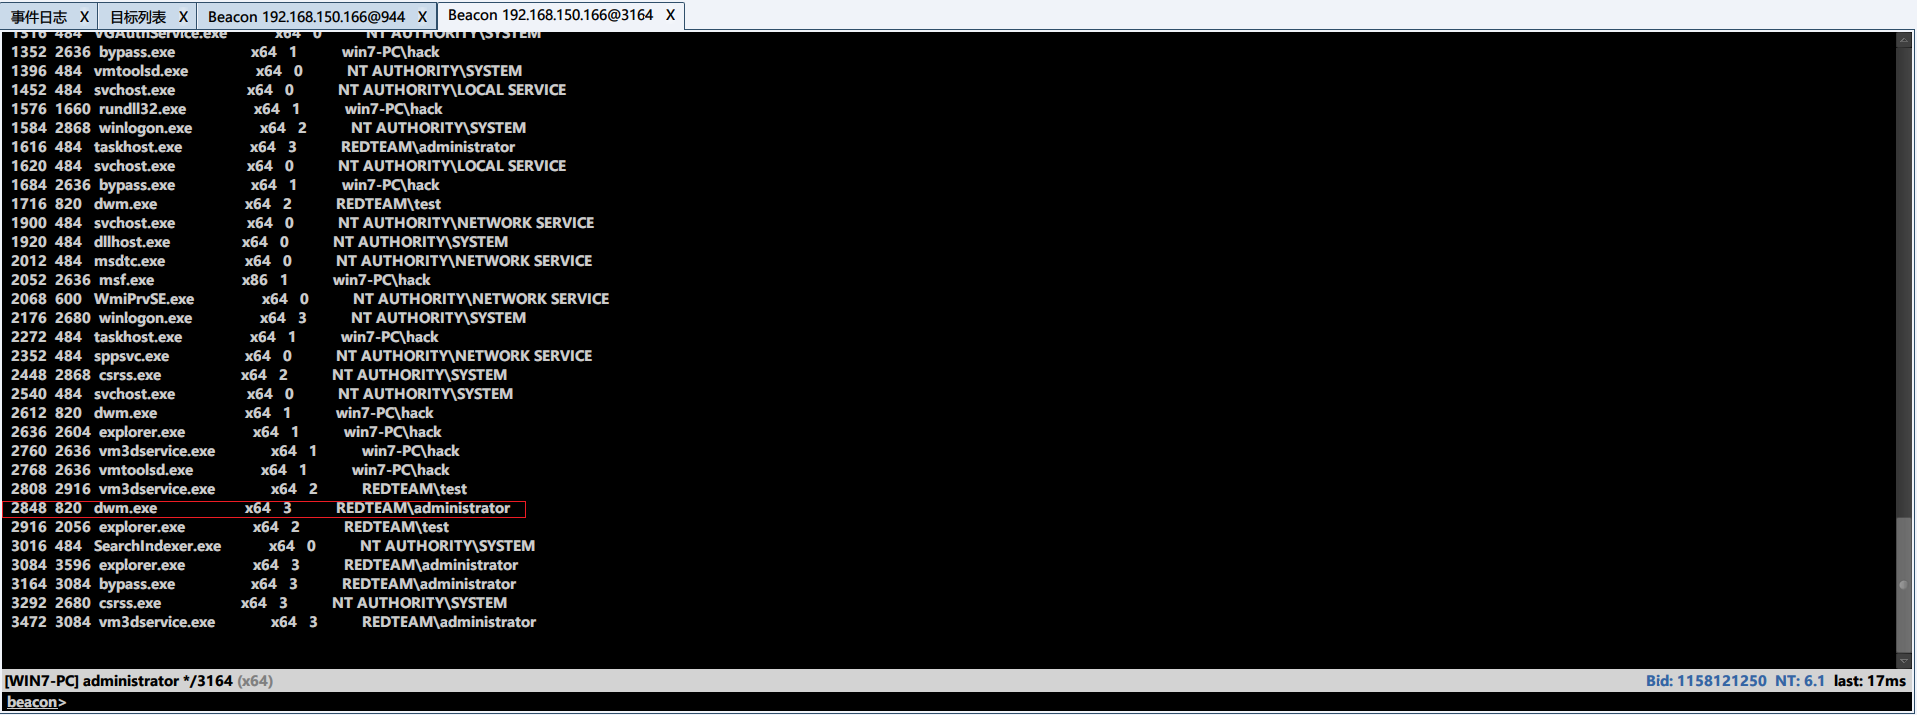 事件日志 X 目标列表 X Beacon 192.168.150.166@944 X Beacon 192.168.150.166@3164 X
1316 484 VGAuthService.exe x64 0 NT AUTHORITY\SYSTEM
1352 2636 bypass.exe x64 1 win7-PC\hack
1396 484 vmtoolsd.exe x64 0 NT AUTHORITY\SYSTEM
1452 484 svchost.exe x64 0 NT AUTHORITY\LOCAL SERVICE
1576 1660 rundll32.exe x64 1 win7-PC\hack
1584 2868 winlogon.exe x64 2 NT AUTHORITY\SYSTEM
1616 484 taskhost.exe x64 3 REDTEAM\administrator
1620 484 svchost.exe x64 0 NT AUTHORITY\LOCAL SERVICE
1684 2636 bypass.exe x64 1 win7-PC\hack
1716 820 dwm.exe x64 2 REDTEAM\test
1900 484 svchost.exe x64 0 NT AUTHORITY\NETWORK SERVICE
1920 484 dllhost.exe x64 0 NT AUTHORITY\SYSTEM
2012 484 msdtc.exe x64 0 NT AUTHORITY\NETWORK SERVICE
2052 2636 msf.exe x86 1 win7-PC\hack
2068 600 WmiPrvSE.exe x64 0 NT AUTHORITY\NETWORK SERVICE
2176 2680 winlogon.exe x64 3 NT AUTHORITY\SYSTEM
2272 484 taskhost.exe x64 1 win7-PC\hack
2352 484 sppsvc.exe x64 0 NT AUTHORITY\NETWORK SERVICE
2448 2868 csrss.exe x64 2 NT AUTHORITY\SYSTEM
2540 484 svchost.exe x64 0 NT AUTHORITY\SYSTEM
2612 820 dwm.exe x64 1 win7-PC\hack
2636 2604 explorer.exe x64 1 win7-PC\hack
2760 2636 vm3dservice.exe x64 1 win7-PC\hack
2768 2636 vmtoolsd.exe x64 1 win7-PC\hack
2808 2916 vm3dservice.exe x64 2 REDTEAM\test
2848 820 dwm.exe x64 3 REDTEAM\administrator
2916 2056 explorer.exe x64 2 REDTEAM\test
3016 484 SearchIndexer.exe x64 0 NT AUTHORITY\SYSTEM
3084 3596 explorer.exe x64 3 REDTEAM\administrator
3164 3084 bypass.exe x64 3 REDTEAM\administrator
3292 2680 csrss.exe x64 3 NT AUTHORITY\SYSTEM
3472 3084 vm3dservice.exe x64 3 REDTEAM\administrator
[WIN7-PC] administrator */3164 (x64) Bid: 1158121250 NT: 6.1 last: 17ms
beacon>